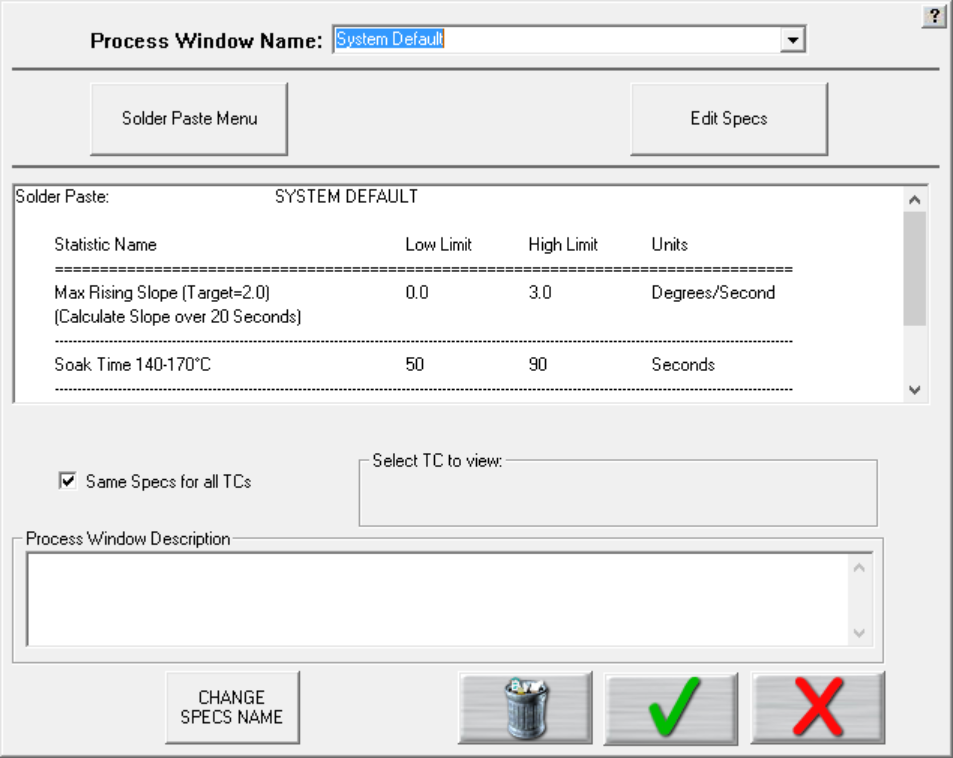 ?
Process Window Name: System Default
Solder Paste Menu Edit Specs
Solder Paste: SYSTEM DEFAULT
Statistic Name Low Limit High Limit Units
==================================================================================
Max Rising Slope (Target=2.0) 0.0 3.0 Degrees/Second
(Calculate Slope over 20 Seconds)
Soak Time 140-170°C 50 90 Seconds
Select TC to view:
Same Specs for all TCs
Process Window Description
CHANGE
SPECS NAME